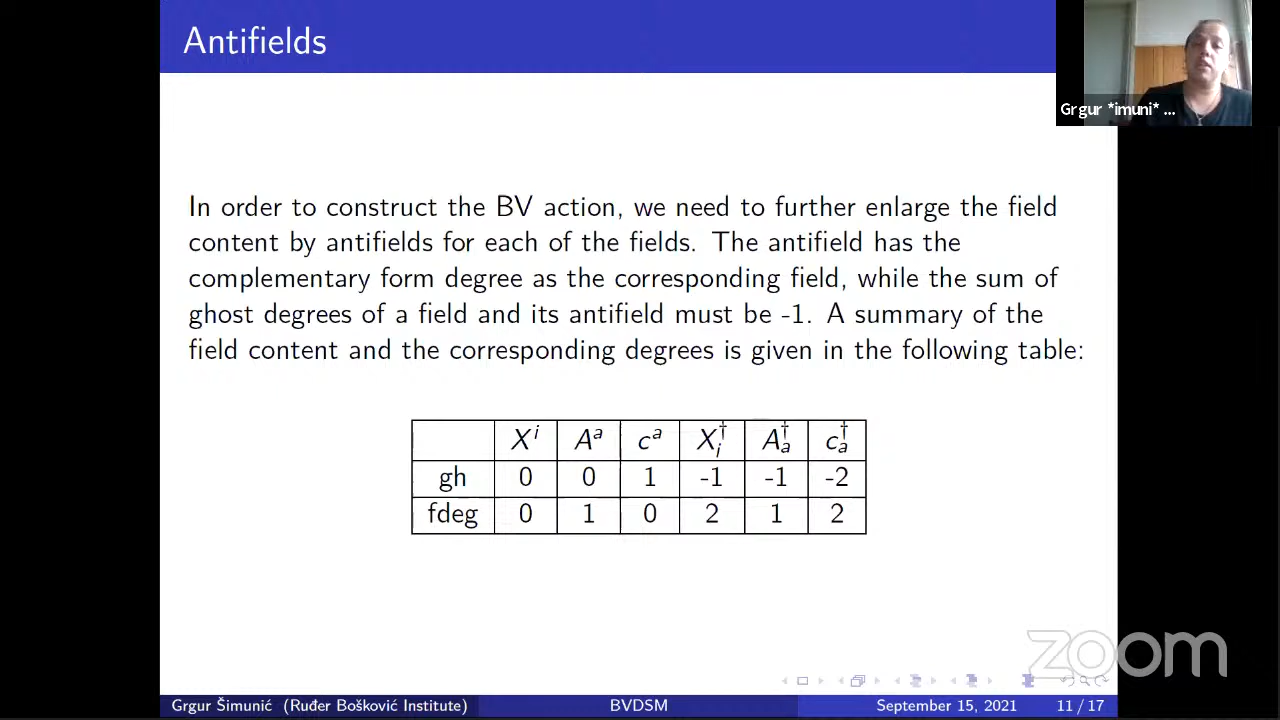 Antifields
Grgur *imuni* ...
In order to construct the BV action, we need to further enlarge the field
content by antifields for each of the fields. The antifield has the
complementary form degree as the corresponding field, while the sum of
ghost degrees of a field and its antifield must be -1. A summary of the
field content and the corresponding degrees is given in the following table:
X^i A^a c^a X_i^† A_a^† c_a^†
gh 0 0 1 -1 -1 -2
fdeg 0 1 0 2 1 2
zoom
Grgur Šimunić (Ruđer Bošković Institute) BVDSM September 15, 2021 11 / 17